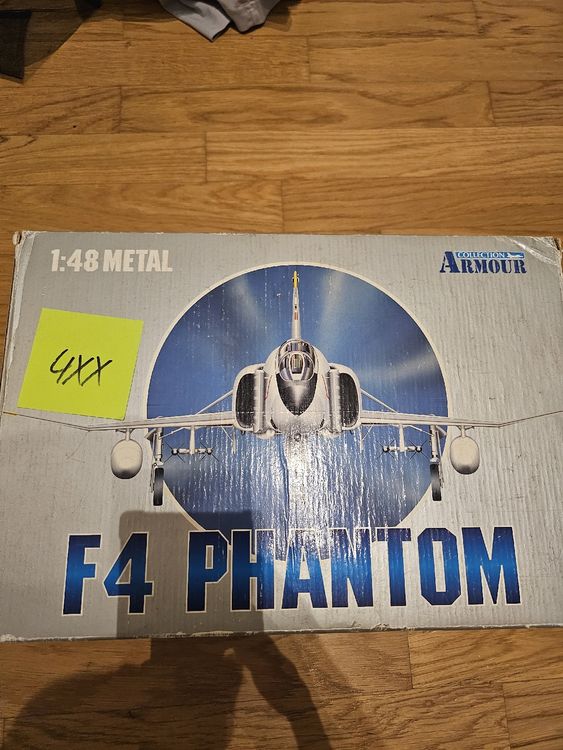 1:48 METAL
COLLECTION
ARMOUR
4XX
F4 PHANTOM